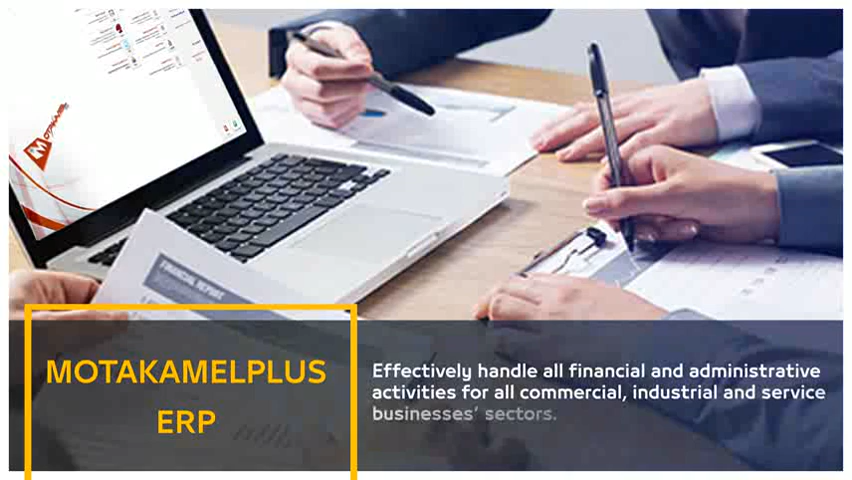 MOTAKAMEL
FINANCIAL REPORT
MOTAKAMELPLUS
ERP
Effectively handle all financial and administrative
activities for all commercial, industrial and service
businesses' sectors.